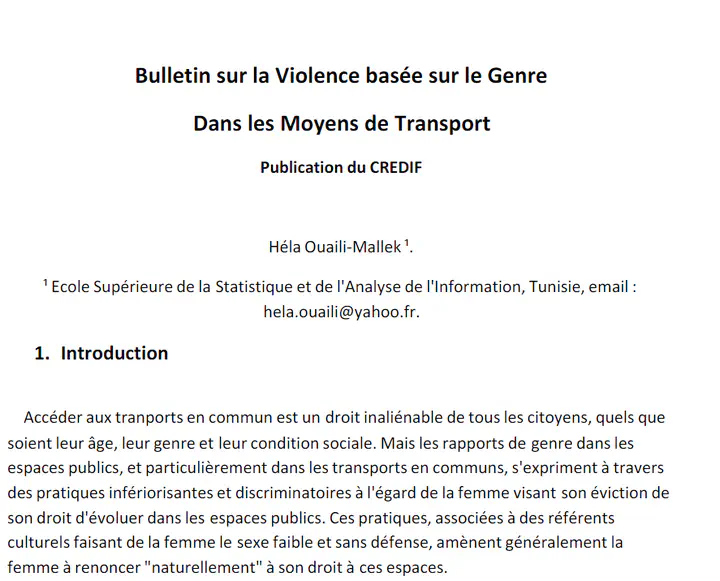 Bulletin sur la Violence basée sur le Genre
Dans les Moyens de Transport
Publication du CREDIF
Héla Ouaili-Mallek ¹.
¹ Ecole Supérieure de la Statistique et de l'Analyse de l'Information, Tunisie, email :
hela.ouaili@yahoo.fr.
1. Introduction
Accéder aux tranports en commun est un droit inaliénable de tous les citoyens, quels que
soient leur âge, leur genre et leur condition sociale. Mais les rapports de genre dans les
espaces publics, et particulièrement dans les transports en communs, s'expriment à travers
des pratiques infériorisantes et discriminatoires à l'égard de la femme visant son éviction de
son droit d'évoluer dans les espaces publics. Ces pratiques, associées à des référents
culturels faisant de la femme le sexe faible et sans défense, amènent généralement la
femme à renoncer "naturellement" à son droit à ces espaces.